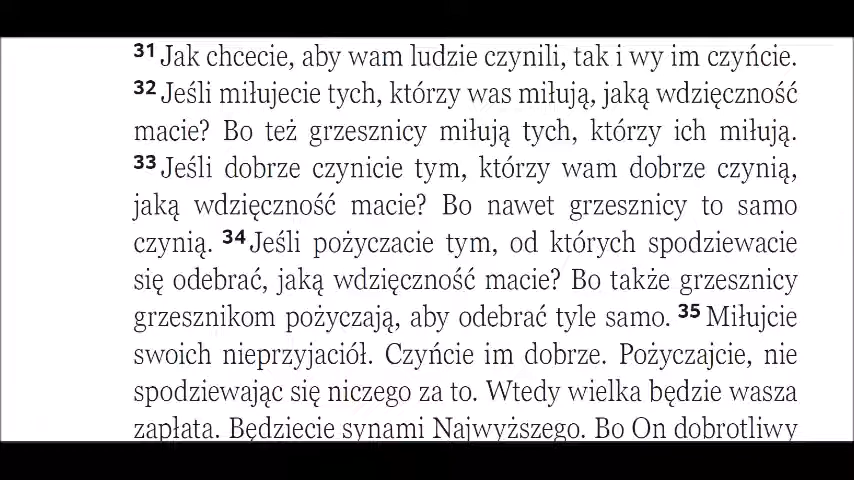 31 Jak chcecie, aby wam ludzie czynili, tak i wy im czyńcie.
32 Jeśli miłujecie tych, którzy was miłują, jaką wdzięczność
macie? Bo też grzesznicy miłują tych, którzy ich miłują.
33 Jeśli dobrze czynicie tym, którzy wam dobrze czynią,
jaką wdzięczność macie? Bo nawet grzesznicy to samo
czynią. 34 Jeśli pożyczacie tym, od których spodziewacie
się odebrać, jaką wdzięczność macie? Bo także grzesznicy
grzesznikom pożyczają, aby odebrać tyle samo. 35 Miłujcie
swoich nieprzyjaciół. Czyńcie im dobrze. Pożyczajcie, nie
spodziewając się niczego za to. Wtedy wielka będzie wasza
zapłata. Będziecie synami Najwyższego. Bo On dobrotliwy